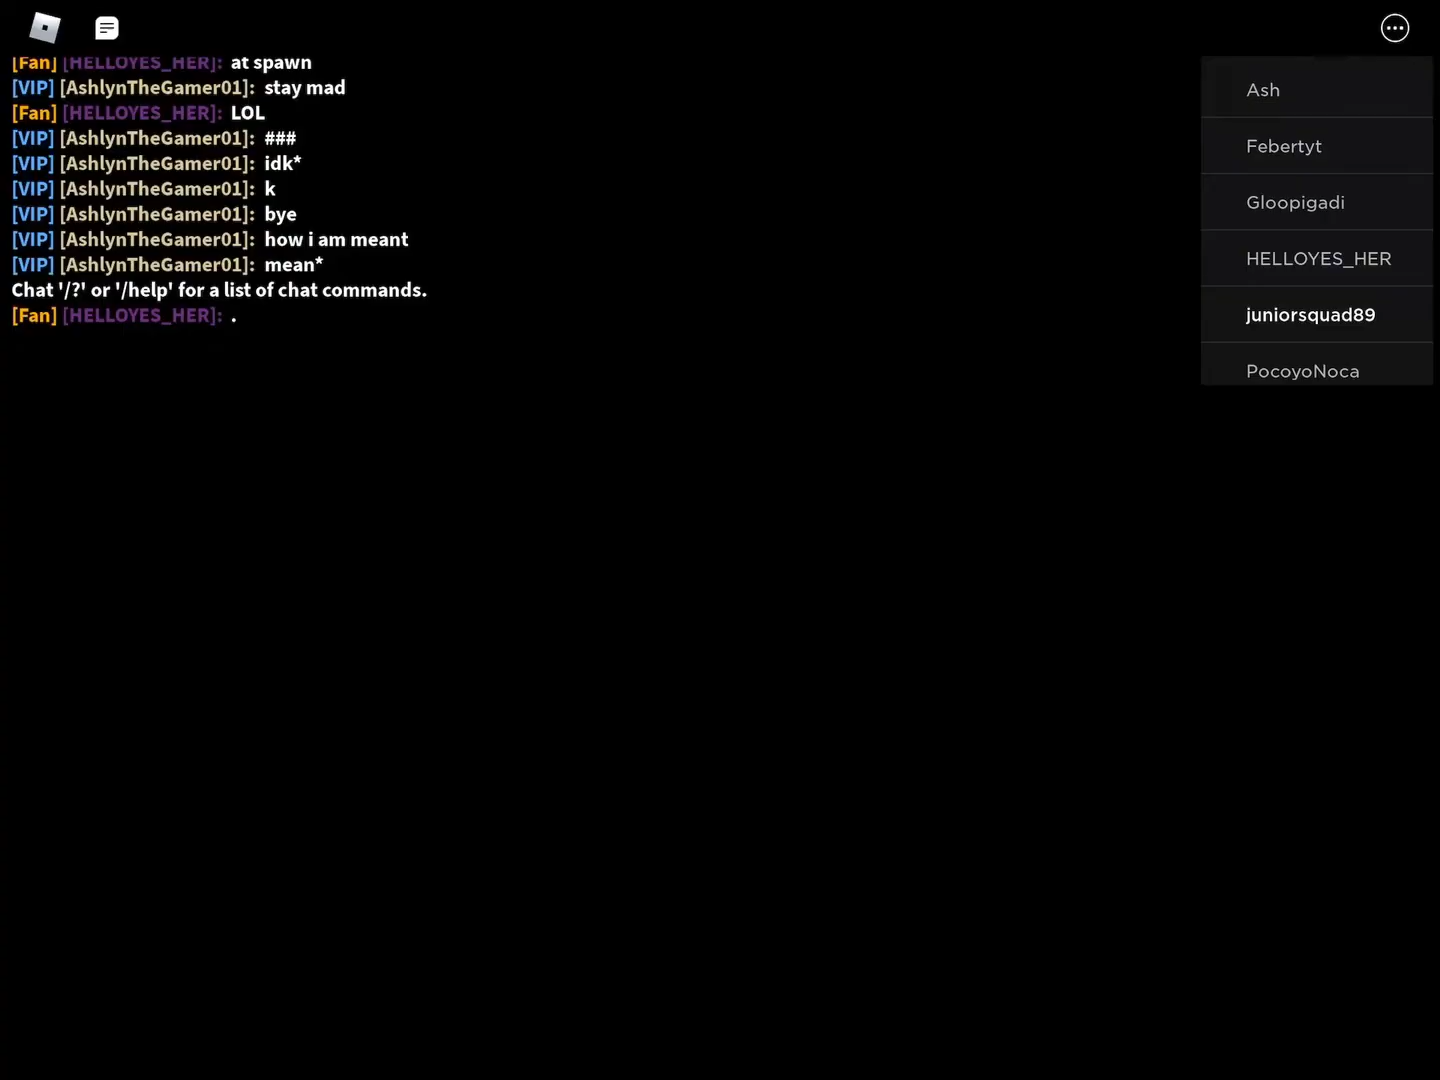 [Fan] [HELLOYES_HER]: at spawn
[VIP] [AshlynTheGamer01]: stay mad
[Fan] [HELLOYES_HER]: LOL
[VIP] [AshlynTheGamer01]: ###
[VIP] [AshlynTheGamer01]: idk*
[VIP] [AshlynTheGamer01]: k
[VIP] [AshlynTheGamer01]: bye
[VIP] [AshlynTheGamer01]: how i am meant
[VIP] [AshlynTheGamer01]: mean*
Chat '/?' or '/help' for a list of chat commands.
[Fan] [HELLOYES_HER]: .
Ash
Febertyt
Gloopigadi
HELLOYES_HER
juniorsquad89
PocoyoNoca